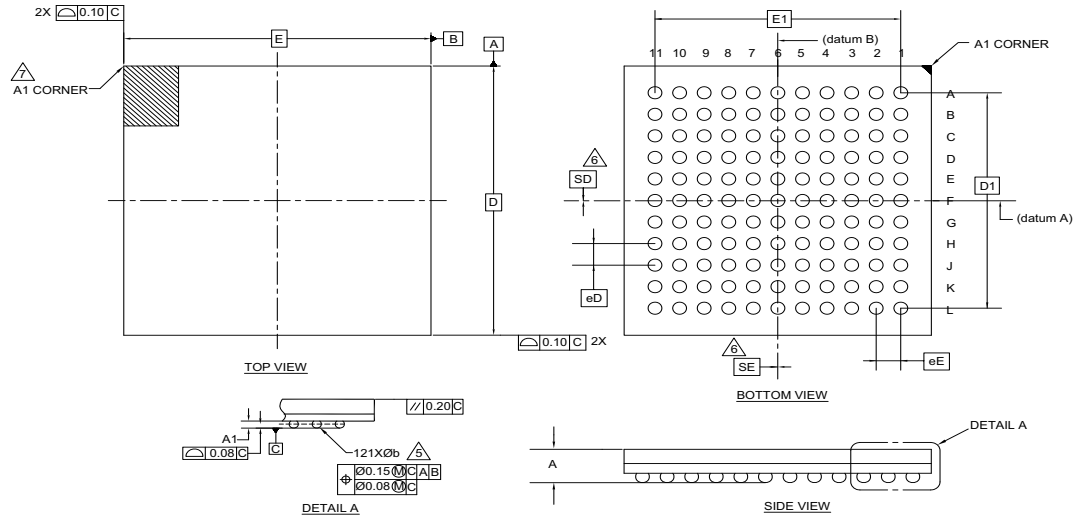 2X ⌓ 0.10 C
E
B
A
7
A1 CORNER
D
⌓ 0.10 C 2X
TOP VIEW
E1
(datum B)
11 10 9 8 7 6 5 4 3 2 1
A1 CORNER
A
B
C
D
E
F
G
H
J
K
L
6
SD
D1
(datum A)
eD
6
SE
eE
BOTTOM VIEW
// 0.20 C
A1
⌓ 0.08 C
C
121XØb 5
⌖ Ø0.15 Ⓜ C A B
Ø0.08 Ⓜ C
DETAIL A
A
DETAIL A
SIDE VIEW